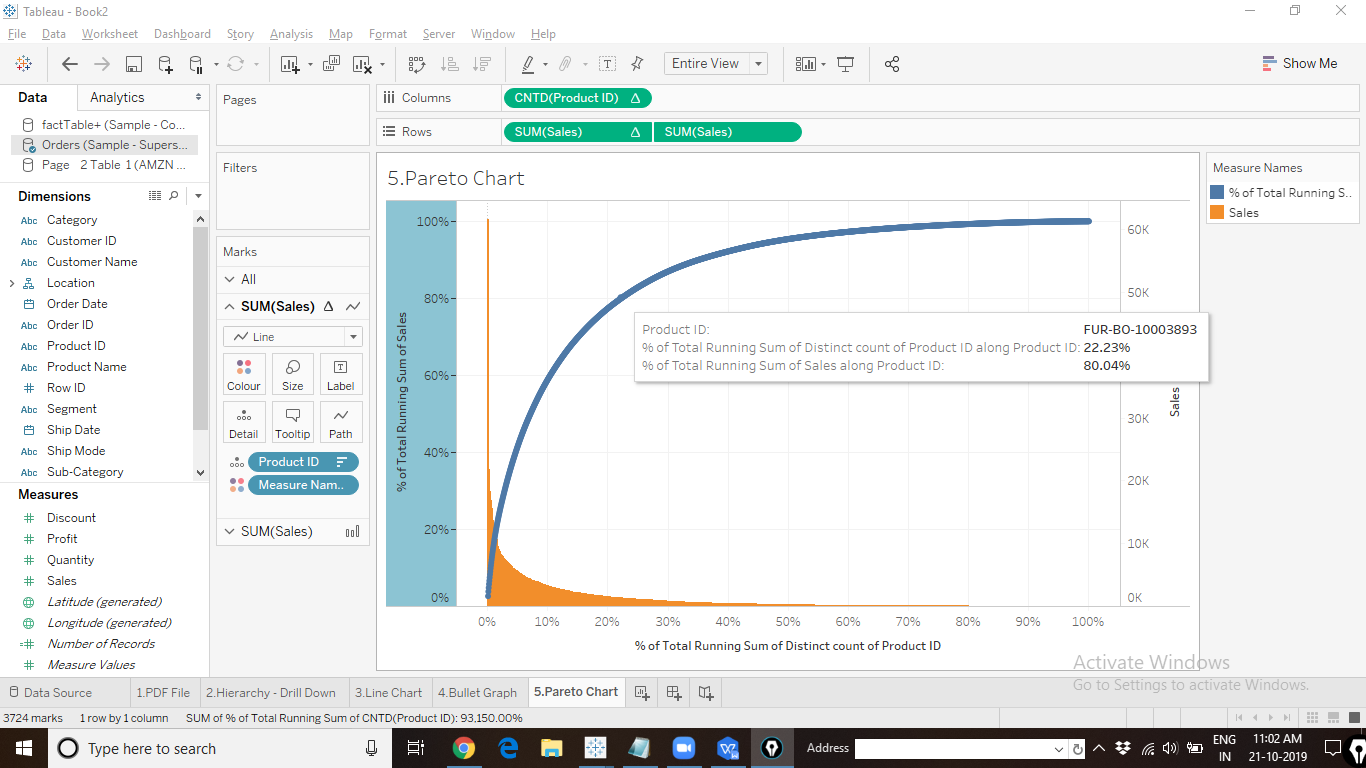 Tableau - Book2
File Data Worksheet Dashboard Story Analysis Map Format Server Window Help
Entire View
Show Me
Data Analytics
factTable+ (Sample - Co...
Orders (Sample - Supers...
Page 2 Table 1 (AMZN ...
Dimensions
Abc Category
Abc Customer ID
Abc Customer Name
Location
Order Date
Abc Order ID
Abc Product ID
Abc Product Name
# Row ID
Abc Segment
Ship Date
Abc Ship Mode
Abc Sub-Category
Measures
# Discount
# Profit
# Quantity
# Sales
Latitude (generated)
Longitude (generated)
=# Number of Records
# Measure Values
Pages
Filters
Marks
All
SUM(Sales) Δ
Line
Colour Size Label
Detail Tooltip Path
Product ID
Measure Nam..
SUM(Sales)
Columns CNTD(Product ID) Δ
Rows SUM(Sales) Δ SUM(Sales)
5.Pareto Chart
100%
80%
60%
40%
20%
0%
% of Total Running Sum of Sales
60K
50K
30K
20K
10K
0K
Sales
Product ID: FUR-BO-10003893
% of Total Running Sum of Distinct count of Product ID along Product ID: 22.23%
% of Total Running Sum of Sales along Product ID: 80.04%
0% 10% 20% 30% 40% 50% 60% 70% 80% 90% 100%
% of Total Running Sum of Distinct count of Product ID
Measure Names
% of Total Running S..
Sales
Activate Windows
Go to Settings to activate Windows.
Data Source 1.PDF File 2.Hierarchy - Drill Down 3.Line Chart 4.Bullet Graph 5.Pareto Chart
3724 marks 1 row by 1 column SUM of % of Total Running Sum of CNTD(Product ID): 93,150.00%
Type here to search
Address
ENG
IN
11:02 AM
21-10-2019